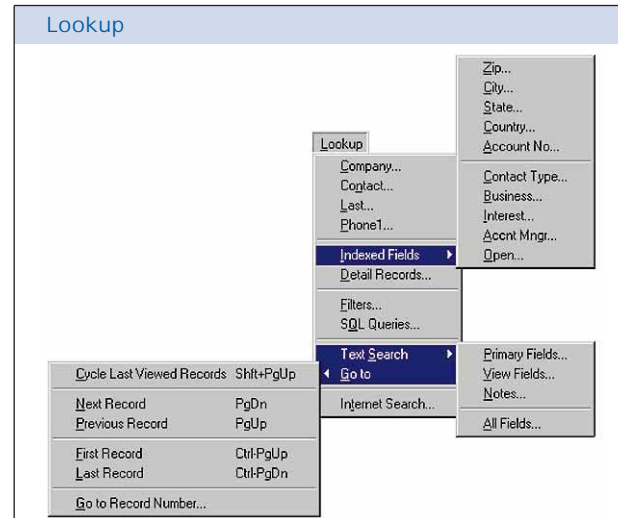 Lookup
Lookup
Company...
Contact...
Last...
Phone1...
Indexed Fields
Detail Records...
Filters...
SQL Queries...
Text Search
Go to
Internet Search...
Zip...
City...
State...
Country...
Account No...
Contact Type...
Business...
Interest...
Accnt Mngr...
Open...
Primary Fields...
View Fields...
Notes...
All Fields...
Cycle Last Viewed Records Shft+PgUp
Next Record PgDn
Previous Record PgUp
First Record Ctrl-PgUp
Last Record Ctrl-PgDn
Go to Record Number...